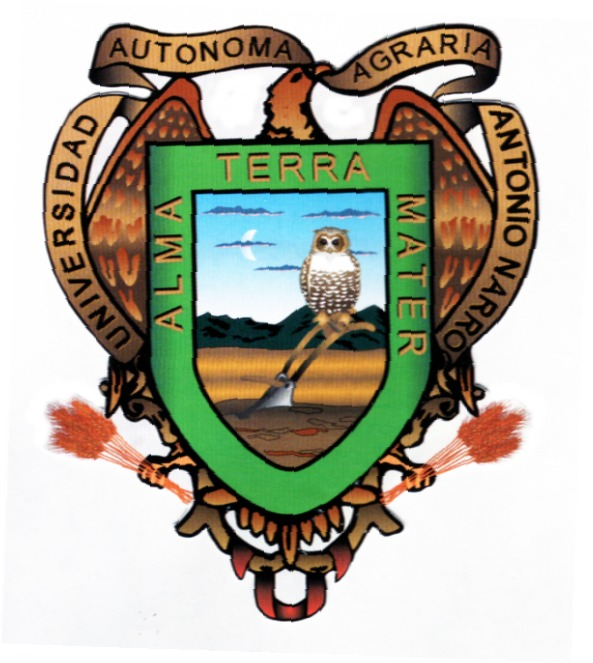 UNIVERSIDAD
AUTONOMA
AGRARIA
ANTONIO NARRO
ALMA
TERRA
MATER